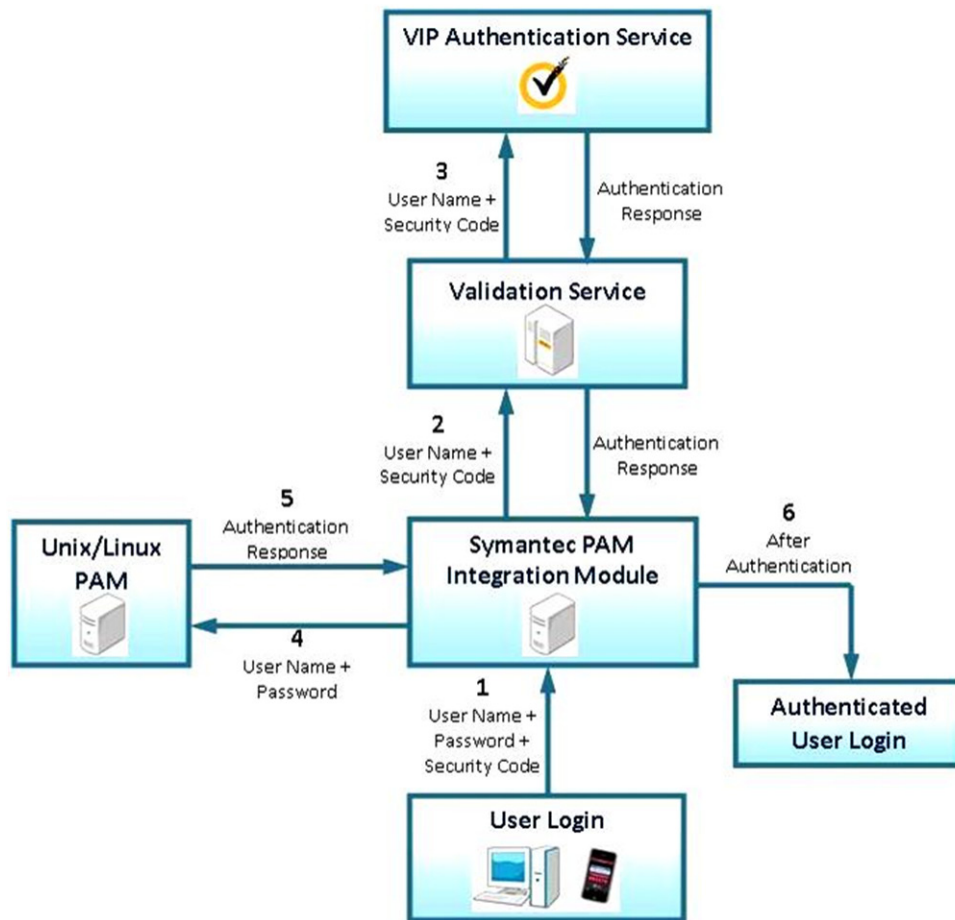 VIP Authentication Service
3
User Name +
Security Code
Authentication
Response
Validation Service
2
User Name +
Security Code
Authentication
Response
5
Authentication
Response
Unix/Linux
PAM
Symantec PAM
Integration Module
6
After
Authentication
4
User Name +
Password
1
User Name +
Password +
Security Code
Authenticated
User Login
User Login